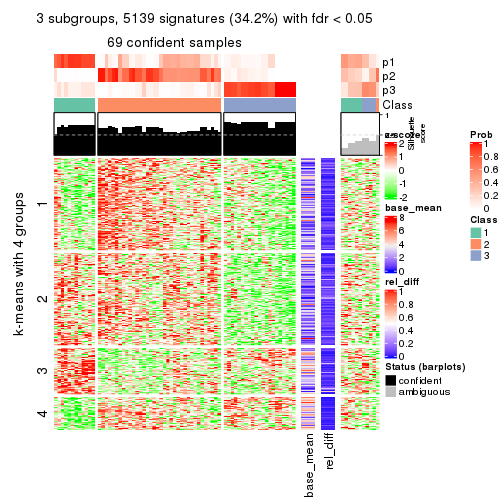 3 subgroups, 5139 signatures (34.2%) with fdr < 0.05
69 confident samples
p1
p2
p3
Class
1
Silhouette
score
z-score
2
1
0
-1
-2
base_mean
8
6
4
2
0
rel_diff
1
0.8
0.6
0.4
0.2
0
Status (barplots)
confident
ambiguous
Prob
1
0.8
0.6
0.4
0.2
0
Class
1
2
3
k-means with 4 groups
1
2
3
4
base_mean
rel_diff